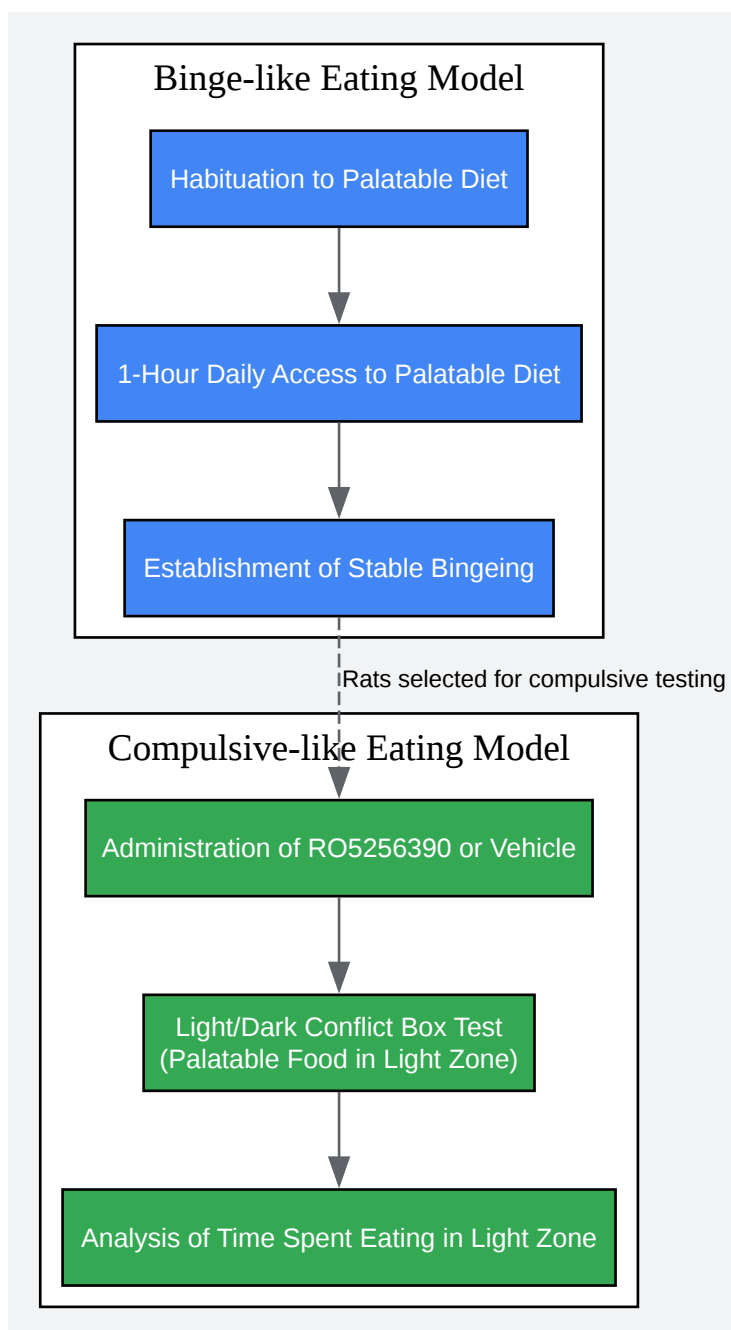 Binge-like Eating Model
Habituation to Palatable Diet
1-Hour Daily Access to Palatable Diet
Establishment of Stable Bingeing
Rats selected for compulsive testing
Compulsive-like Eating Model
Administration of RO5256390 or Vehicle
Light/Dark Conflict Box Test
(Palatable Food in Light Zone)
Analysis of Time Spent Eating in Light Zone